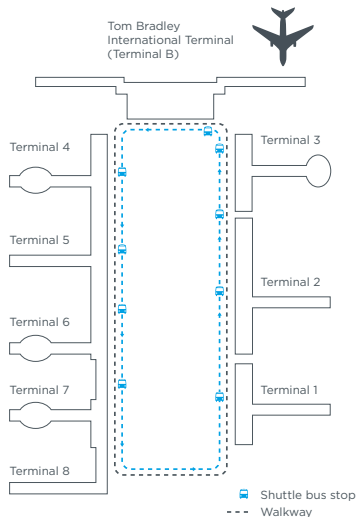 Tom Bradley
International Terminal
(Terminal B)
Terminal 4
Terminal 3
Terminal 5
Terminal 2
Terminal 6
Terminal 7
Terminal 1
Terminal 8
Shuttle bus stop
Walkway